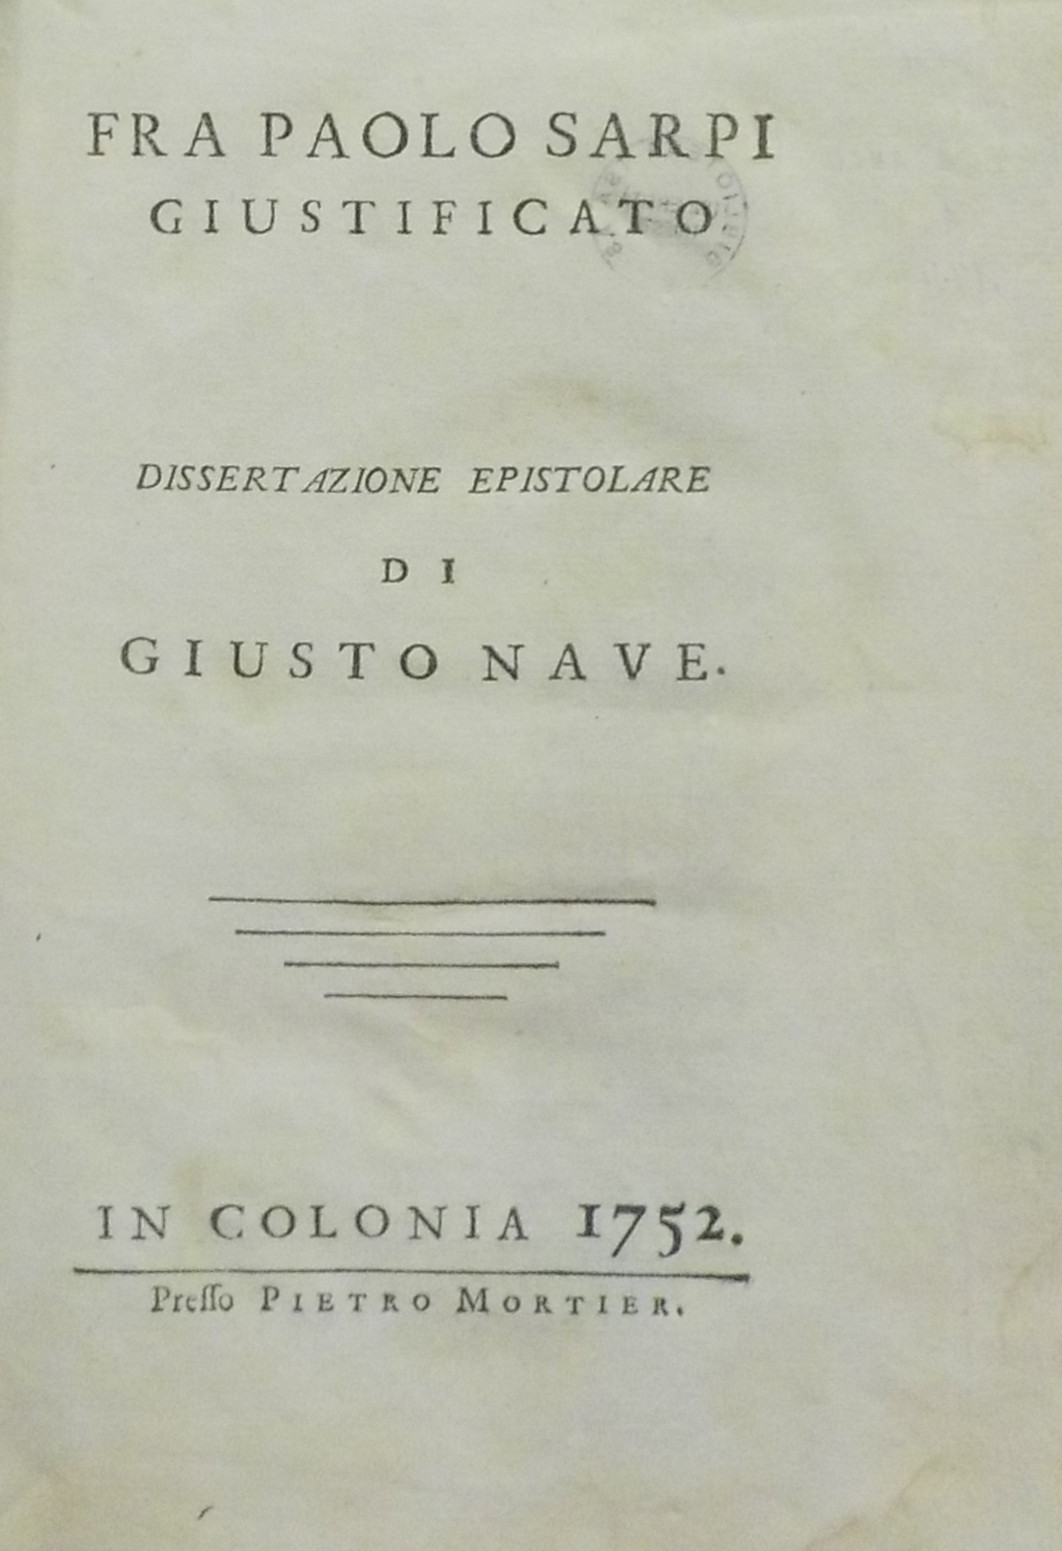 FRA PAOLO SARPI
GIUSTIFICATO
DISSERTAZIONE EPISTOLARE
DI
GIUSTO NAVE.
IN COLONIA 1752.
Preſſo PIETRO MORTIER.